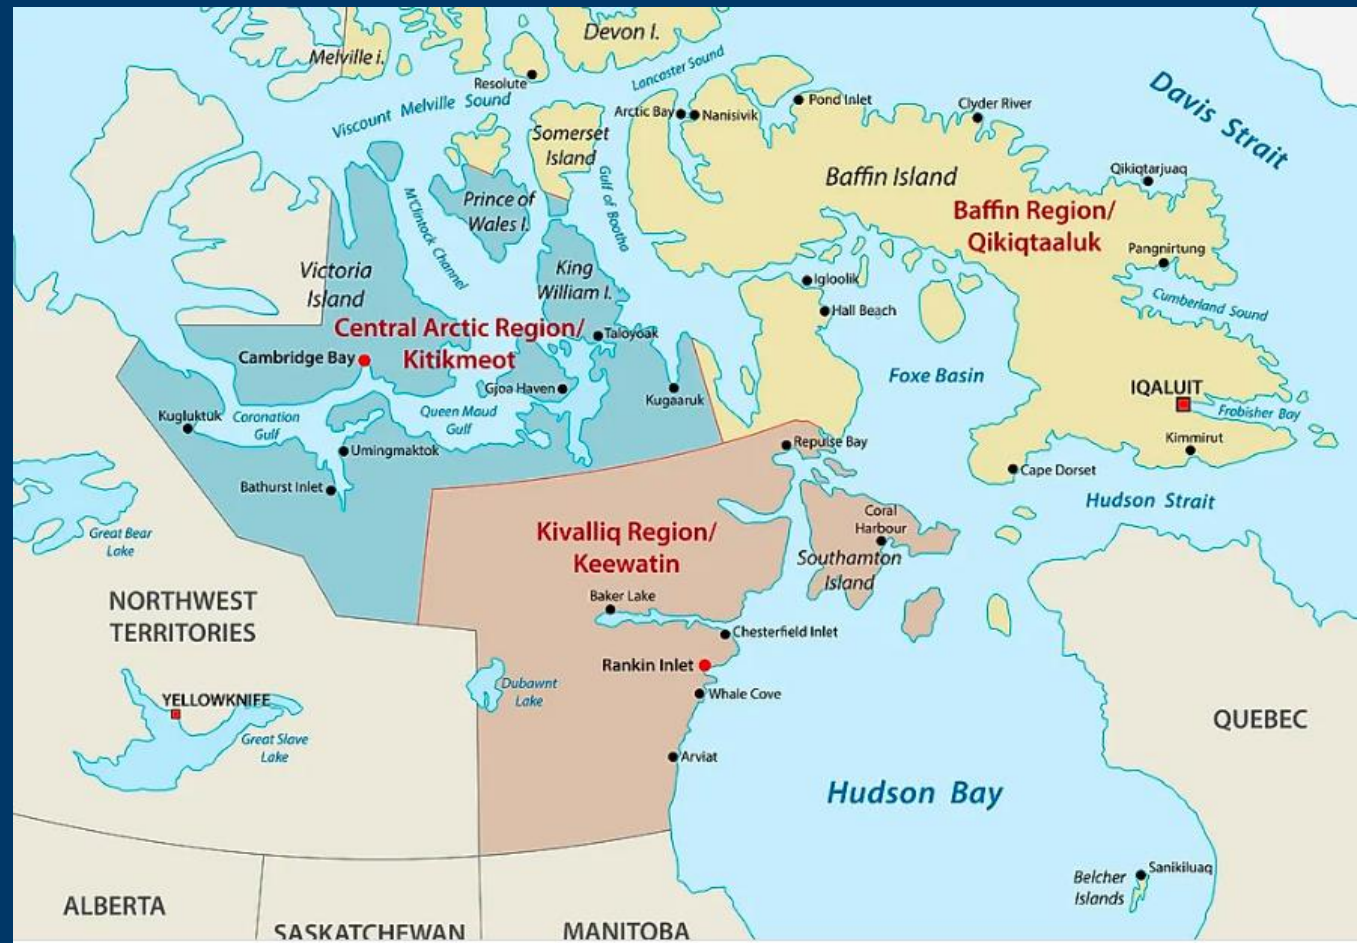 Devon I.
Melville i.
Lancaster Sound
Resolute
Viscount Melville Sound
Arctic Bay
Nanisivik
Pond Inlet
Clyder River
Davis Strait
Somerset
Island
Baffin Island
Qikiqtarjuaq
Prince of
Wales I.
M'Clintock Channel
Gulf of Bootha
Baffin Region/
Qikiqtaaluk
Pangnirtung
Victoria
Island
King
William I.
Igloolik
Hall Beach
Cumberland Sound
Central Arctic Region/
Kitikmeot
Taloyoak
Cambridge Bay
Foxe Basin
IQALUIT
Frobisher Bay
Gjoa Haven
Kugaaruk
Kugluktuk
Coronation
Gulf
Queen Maud
Gulf
Kimmirut
Repulse Bay
Umingmaktok
Cape Dorset
Bathurst Inlet
Hudson Strait
Great Bear
Lake
Kivalliq Region/
Keewatin
Coral
Harbour
Southamton
Island
NORTHWEST
TERRITORIES
Baker Lake
Chesterfield Inlet
Rankin Inlet
Whale Cove
Dubawnt
Lake
YELLOWKNIFE
Great Slave
Lake
QUEBEC
Arviat
Hudson Bay
Sanikiluaq
Belcher
Islands
ALBERTA
SASKATCHEWAN
MANITOBA